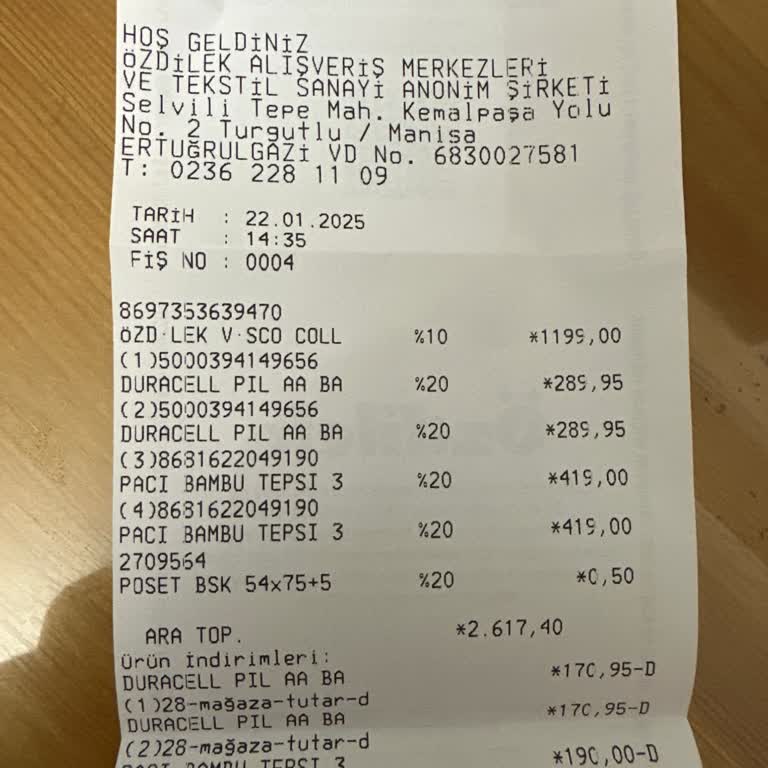 HOŞ GELDİNİZ
ÖZDİLEK ALIŞVERİŞ MERKEZLERİ
VE TEKSTİL SANAYİ ANONİM ŞİRKETİ
Selvili Tepe Mah. Kemalpaşa Yolu
No. 2 Turgutlu / Manisa
ERTUĞRULGAZİ VD No. 6830027581
T: 0236 228 11 09
TARİH : 22.01.2025
SAAT : 14:35
FİŞ NO : 0004
8697353639470
ÖZD·LEK V·SCO COLL %10 *1199,00
(1)5000394149656
DURACELL PIL AA BA %20 *289,95
(2)5000394149656
DURACELL PIL AA BA %20 *289,95
(3)8681622049190
PACI BAMBU TEPSI 3 %20 *419,00
(4)8681622049190
PACI BAMBU TEPSI 3 %20 *419,00
2709564
POSET BSK 54x75+5 %20 *0,50
ARA TOP. *2.617,40
Ürün İndirimleri:
DURACELL PIL AA BA *170,95-D
(1)28-mağaza-tutar-d
DURACELL PIL AA BA *170,95-D
(2)28-mağaza-tutar-d
PACI BAMBU TEPSI 3 *190,00-D